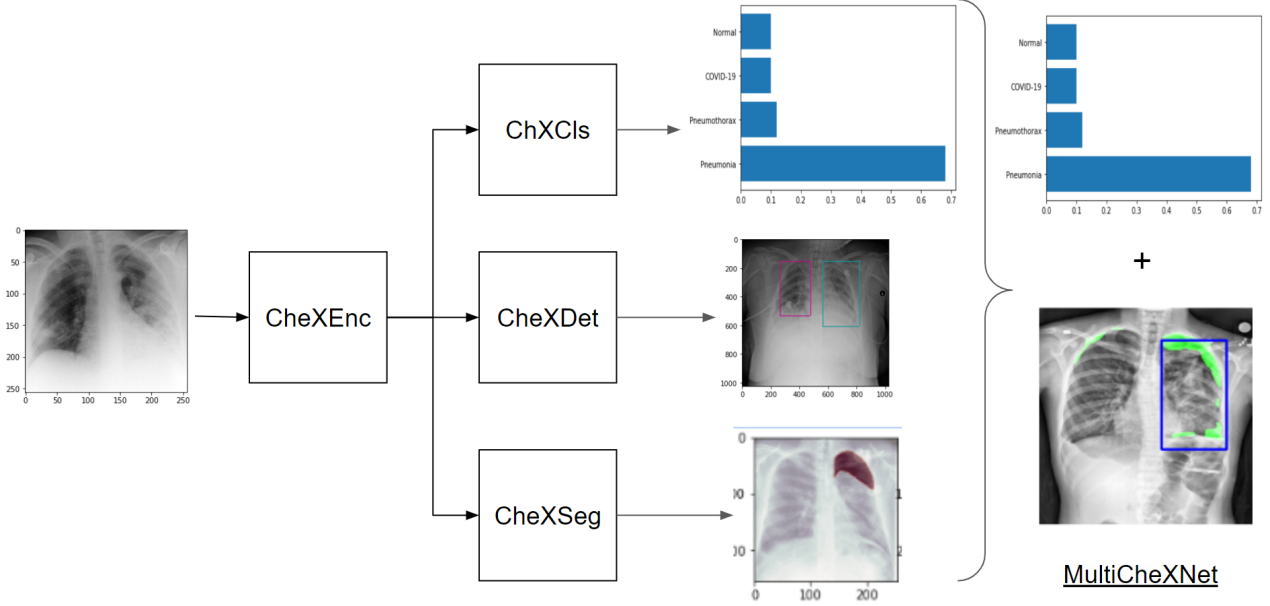 0
50
100
150
200
250
0 50 100 150 200 250
CheXEnc
ChXCls
CheXDet
CheXSeg
Normal
COVID-19
Pneumothorax
Pneumonia
0.0 0.1 0.2 0.3 0.4 0.5 0.6 0.7
0
200
400
600
800
1000
0 200 400 600 800 1000
0
00
00
0 100 200
Normal
COVID-19
Pneumothorax
Pneumonia
0.0 0.1 0.2 0.3 0.4 0.5 0.6 0.7
+
MultiCheXNet